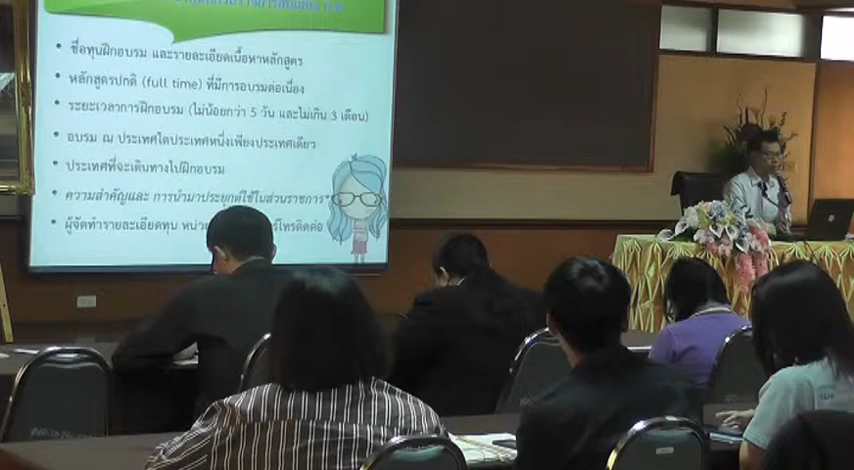 • ชื่อทุนฝึกอบรม และรายละเอียดเนื้อหาหลักสูตร
• หลักสูตรปกติ (full time) ที่มีการอบรมต่อเนื่อง
• ระยะเวลาการฝึกอบรม (ไม่น้อยกว่า 5 วัน และไม่เกิน 3 เดือน)
• อบรม ณ ประเทศใดประเทศหนึ่งเพียงประเทศเดียว
• ประเทศที่จะเดินทางไปฝึกอบรม
• ความสำคัญและ การนำมาประยุกต์ใช้ในส่วนราชการ
• ผู้จัดทำรายละเอียดทุน หน่วย ร์โทรติดต่อ